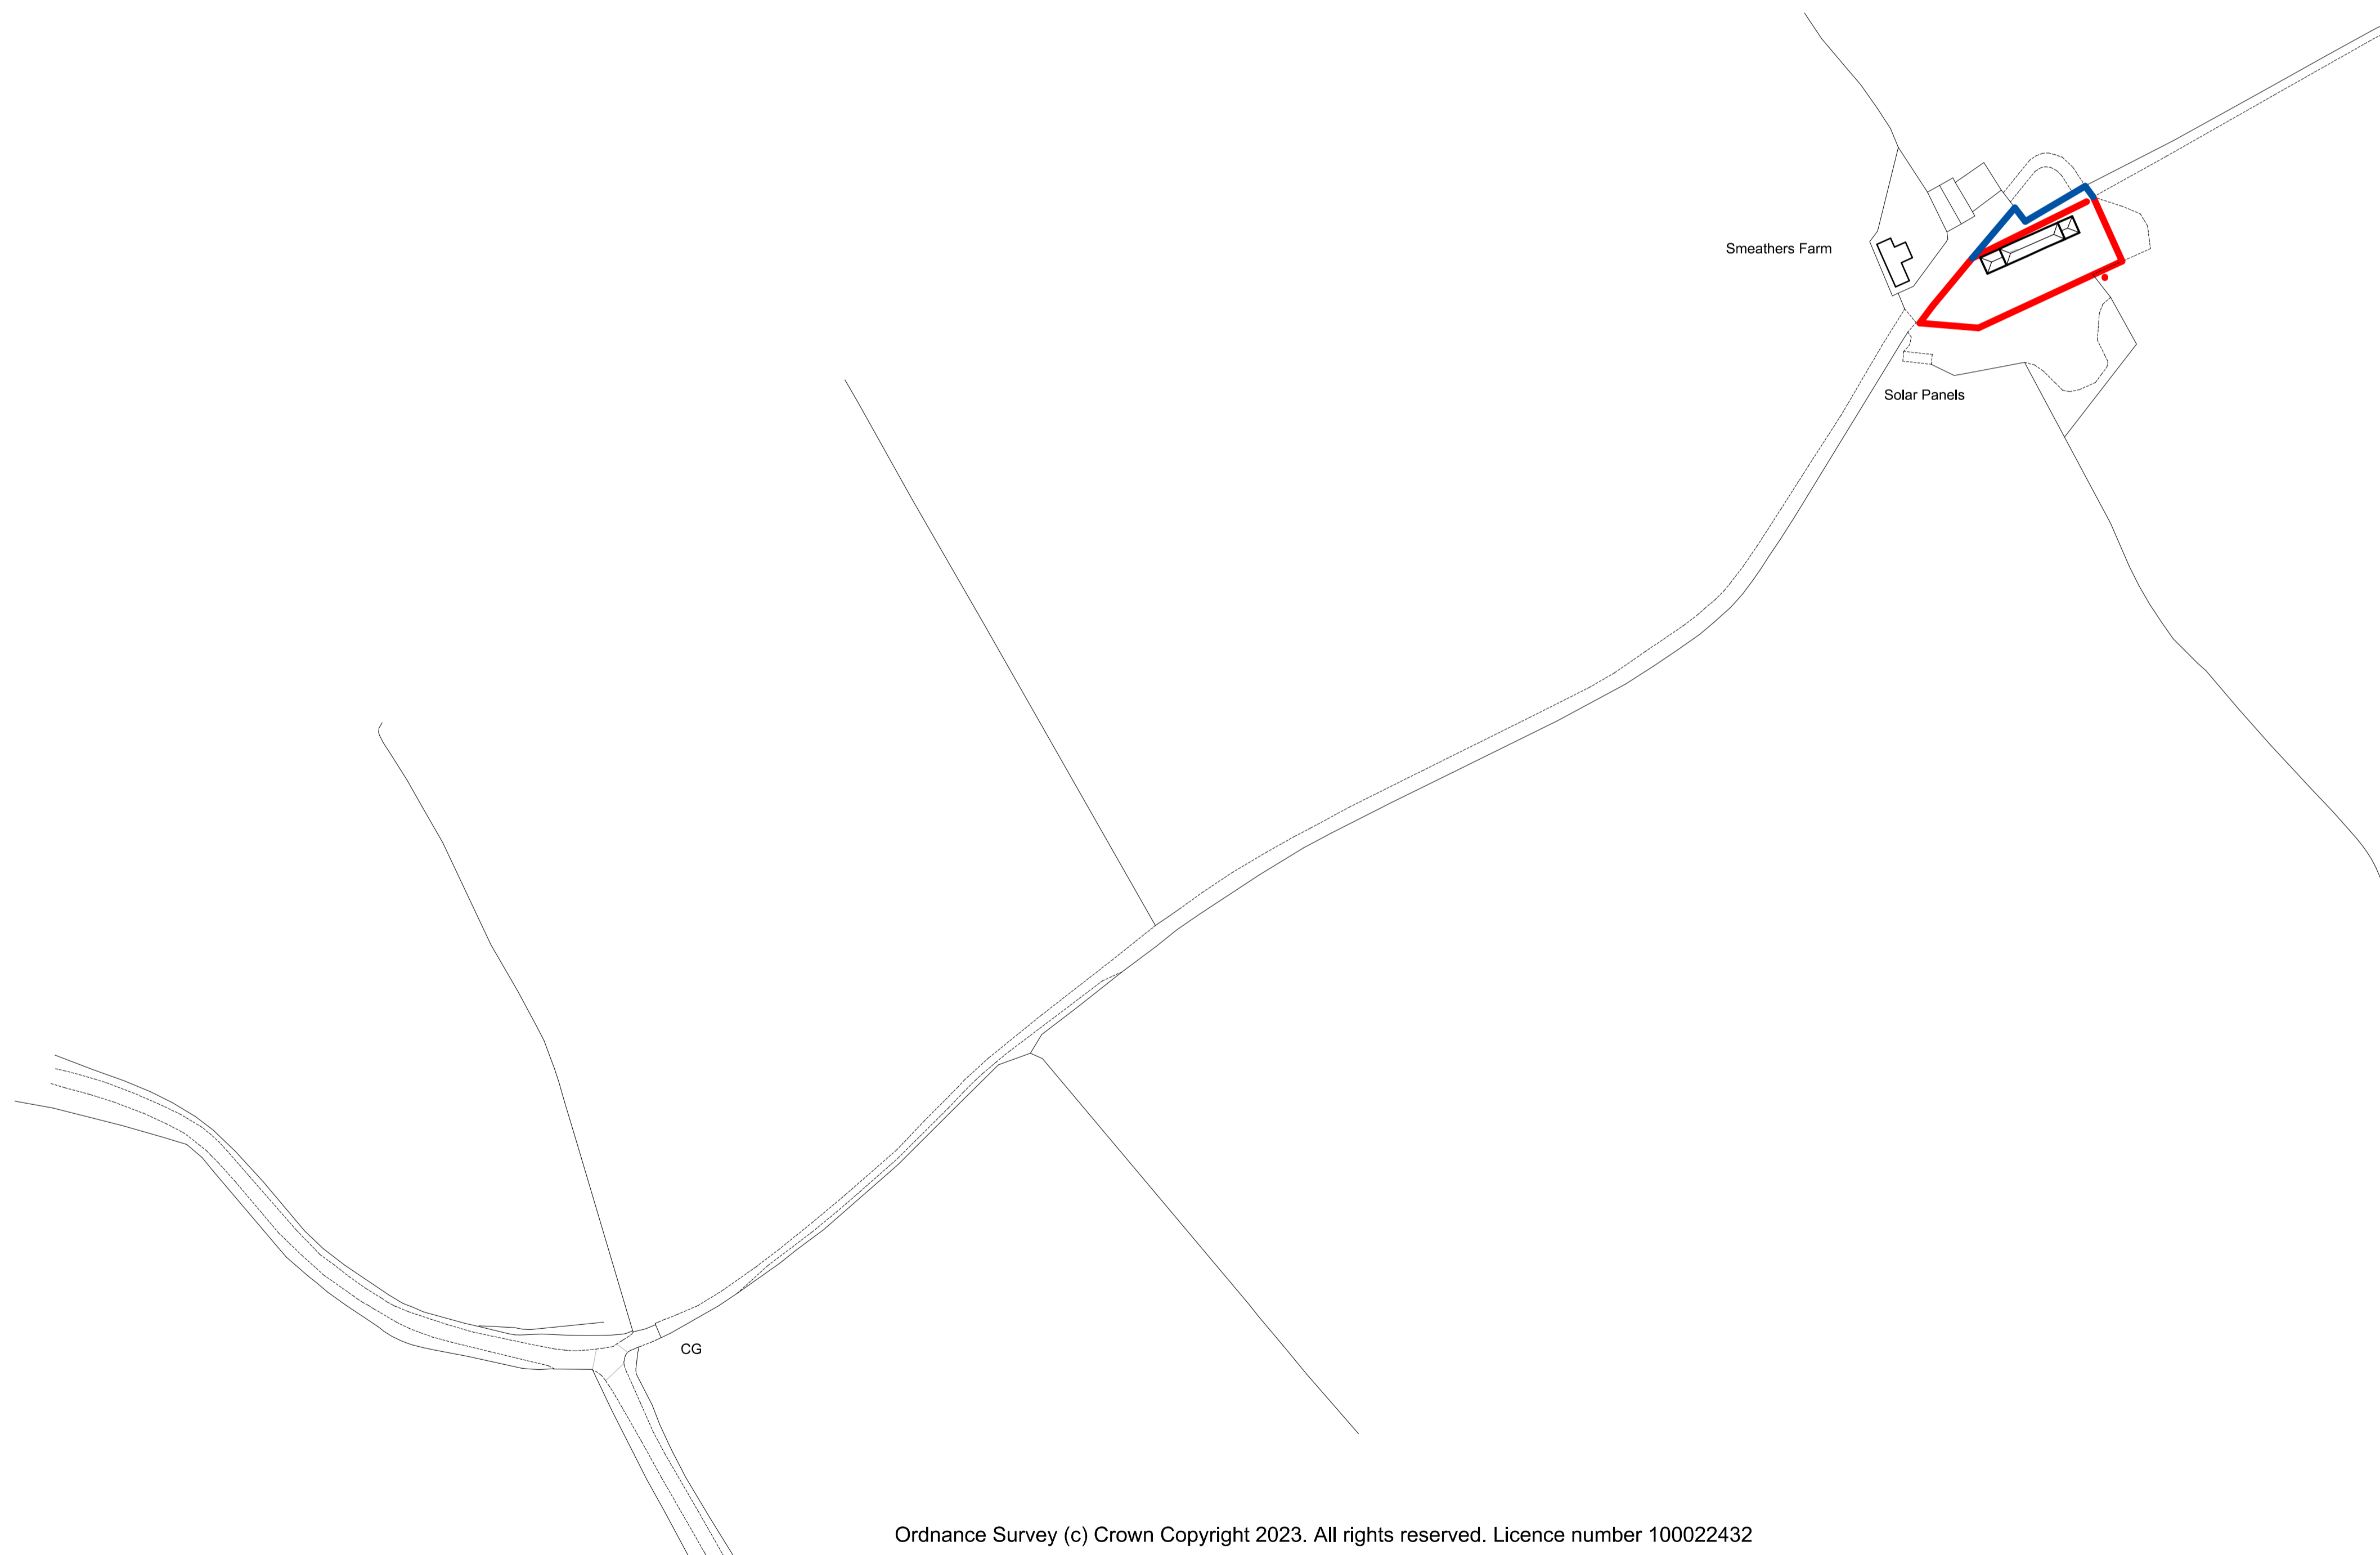 Smeathers Farm
Solar Panels
CG
Ordnance Survey (c) Crown Copyright 2023. All rights reserved. Licence number 100022432